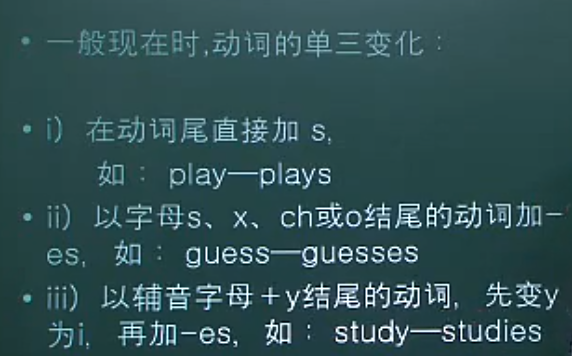 • 一般现在时,动词的单三变化：
• i） 在动词尾直接加 s,
如： play—plays
• ii） 以字母s、x、ch或o结尾的动词加-
es, 如： guess—guesses
• iii） 以辅音字母＋y结尾的动词, 先变y
为i, 再加-es, 如： study—studies